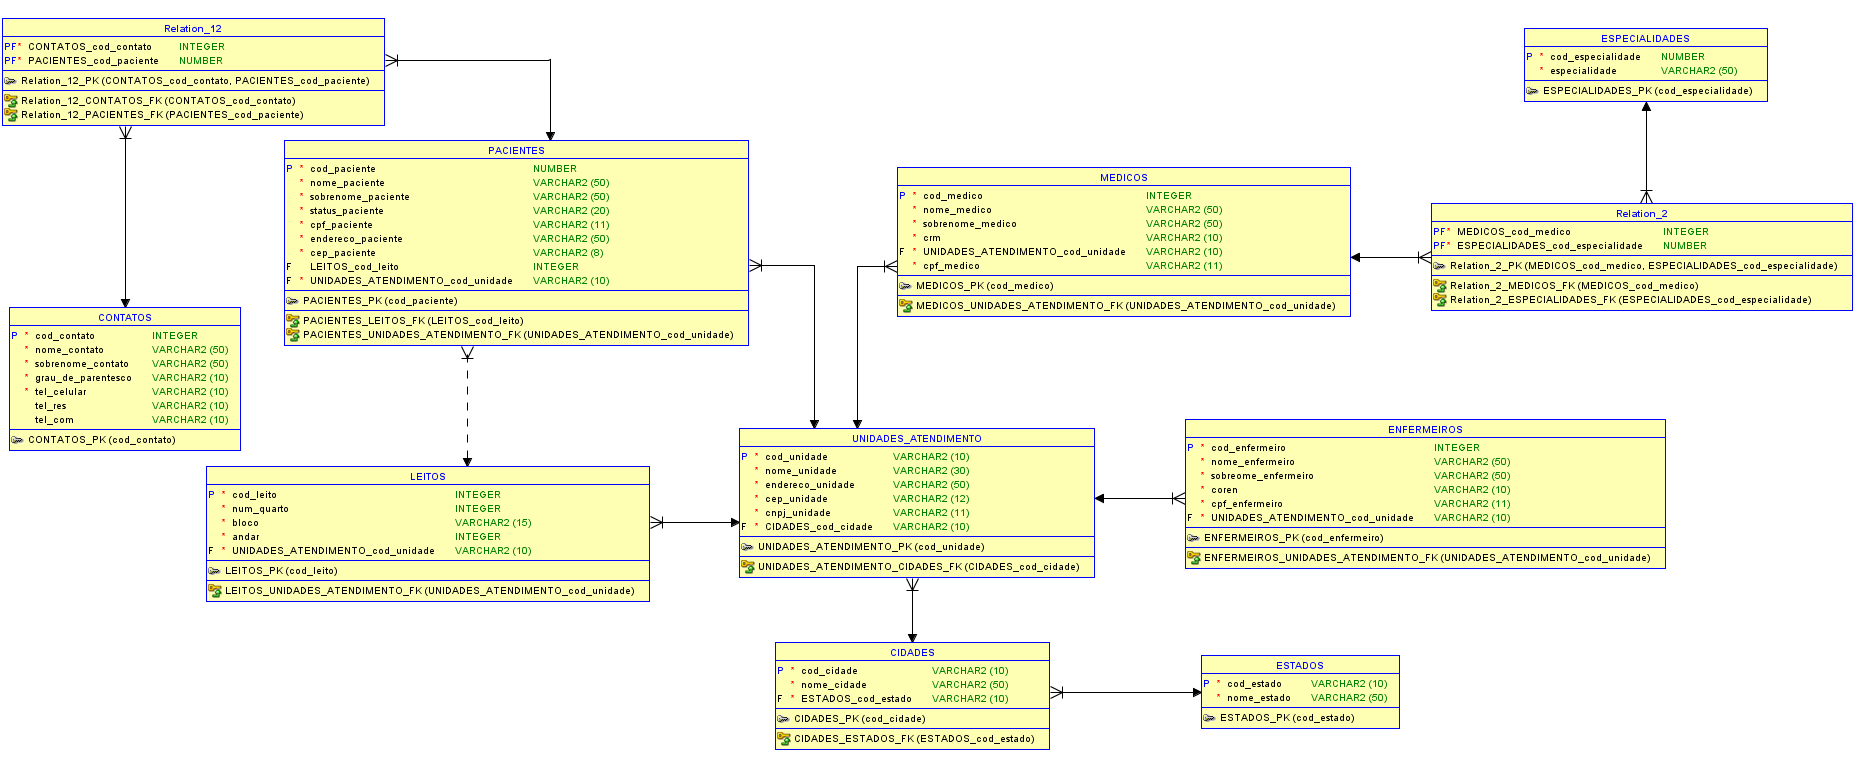 Relation_12
PF* CONTATOS_cod_contato INTEGER
PF* PACIENTES_cod_paciente NUMBER
Relation_12_PK (CONTATOS_cod_contato, PACIENTES_cod_paciente)
Relation_12_CONTATOS_FK (CONTATOS_cod_contato)
Relation_12_PACIENTES_FK (PACIENTES_cod_paciente)
ESPECIALIDADES
P * cod_especialidade NUMBER
* especialidade VARCHAR2 (50)
ESPECIALIDADES_PK (cod_especialidade)
PACIENTES
P * cod_paciente NUMBER
* nome_paciente VARCHAR2 (50)
* sobrenome_paciente VARCHAR2 (50)
* status_paciente VARCHAR2 (20)
* cpf_paciente VARCHAR2 (11)
* endereco_paciente VARCHAR2 (50)
* cep_paciente VARCHAR2 (8)
F LEITOS_cod_leito INTEGER
F * UNIDADES_ATENDIMENTO_cod_unidade VARCHAR2 (10)
PACIENTES_PK (cod_paciente)
PACIENTES_LEITOS_FK (LEITOS_cod_leito)
PACIENTES_UNIDADES_ATENDIMENTO_FK (UNIDADES_ATENDIMENTO_cod_unidade)
MEDICOS
P * cod_medico INTEGER
* nome_medico VARCHAR2 (50)
* sobrenome_medico VARCHAR2 (50)
* crm VARCHAR2 (10)
F * UNIDADES_ATENDIMENTO_cod_unidade VARCHAR2 (10)
* cpf_medico VARCHAR2 (11)
MEDICOS_PK (cod_medico)
MEDICOS_UNIDADES_ATENDIMENTO_FK (UNIDADES_ATENDIMENTO_cod_unidade)
Relation_2
PF* MEDICOS_cod_medico INTEGER
PF* ESPECIALIDADES_cod_especialidade NUMBER
Relation_2_PK (MEDICOS_cod_medico, ESPECIALIDADES_cod_especialidade)
Relation_2_MEDICOS_FK (MEDICOS_cod_medico)
Relation_2_ESPECIALIDADES_FK (ESPECIALIDADES_cod_especialidade)
CONTATOS
P * cod_contato INTEGER
* nome_contato VARCHAR2 (50)
* sobrenome_contato VARCHAR2 (50)
* grau_de_parentesco VARCHAR2 (10)
* tel_celular VARCHAR2 (10)
tel_res VARCHAR2 (10)
tel_com VARCHAR2 (10)
CONTATOS_PK (cod_contato)
LEITOS
P * cod_leito INTEGER
* num_quarto INTEGER
* bloco VARCHAR2 (15)
* andar INTEGER
F * UNIDADES_ATENDIMENTO_cod_unidade VARCHAR2 (10)
LEITOS_PK (cod_leito)
LEITOS_UNIDADES_ATENDIMENTO_FK (UNIDADES_ATENDIMENTO_cod_unidade)
UNIDADES_ATENDIMENTO
P * cod_unidade VARCHAR2 (10)
* nome_unidade VARCHAR2 (30)
* endereco_unidade VARCHAR2 (50)
* cep_unidade VARCHAR2 (12)
* cnpj_unidade VARCHAR2 (11)
F * CIDADES_cod_cidade VARCHAR2 (10)
UNIDADES_ATENDIMENTO_PK (cod_unidade)
UNIDADES_ATENDIMENTO_CIDADES_FK (CIDADES_cod_cidade)
ENFERMEIROS
P * cod_enfermeiro INTEGER
* nome_enfermeiro VARCHAR2 (50)
* sobreome_enfermeiro VARCHAR2 (50)
* coren VARCHAR2 (10)
* cpf_enfermeiro VARCHAR2 (11)
F * UNIDADES_ATENDIMENTO_cod_unidade VARCHAR2 (10)
ENFERMEIROS_PK (cod_enfermeiro)
ENFERMEIROS_UNIDADES_ATENDIMENTO_FK (UNIDADES_ATENDIMENTO_cod_unidade)
CIDADES
P * cod_cidade VARCHAR2 (10)
* nome_cidade VARCHAR2 (50)
F * ESTADOS_cod_estado VARCHAR2 (10)
CIDADES_PK (cod_cidade)
CIDADES_ESTADOS_FK (ESTADOS_cod_estado)
ESTADOS
P * cod_estado VARCHAR2 (10)
* nome_estado VARCHAR2 (50)
ESTADOS_PK (cod_estado)